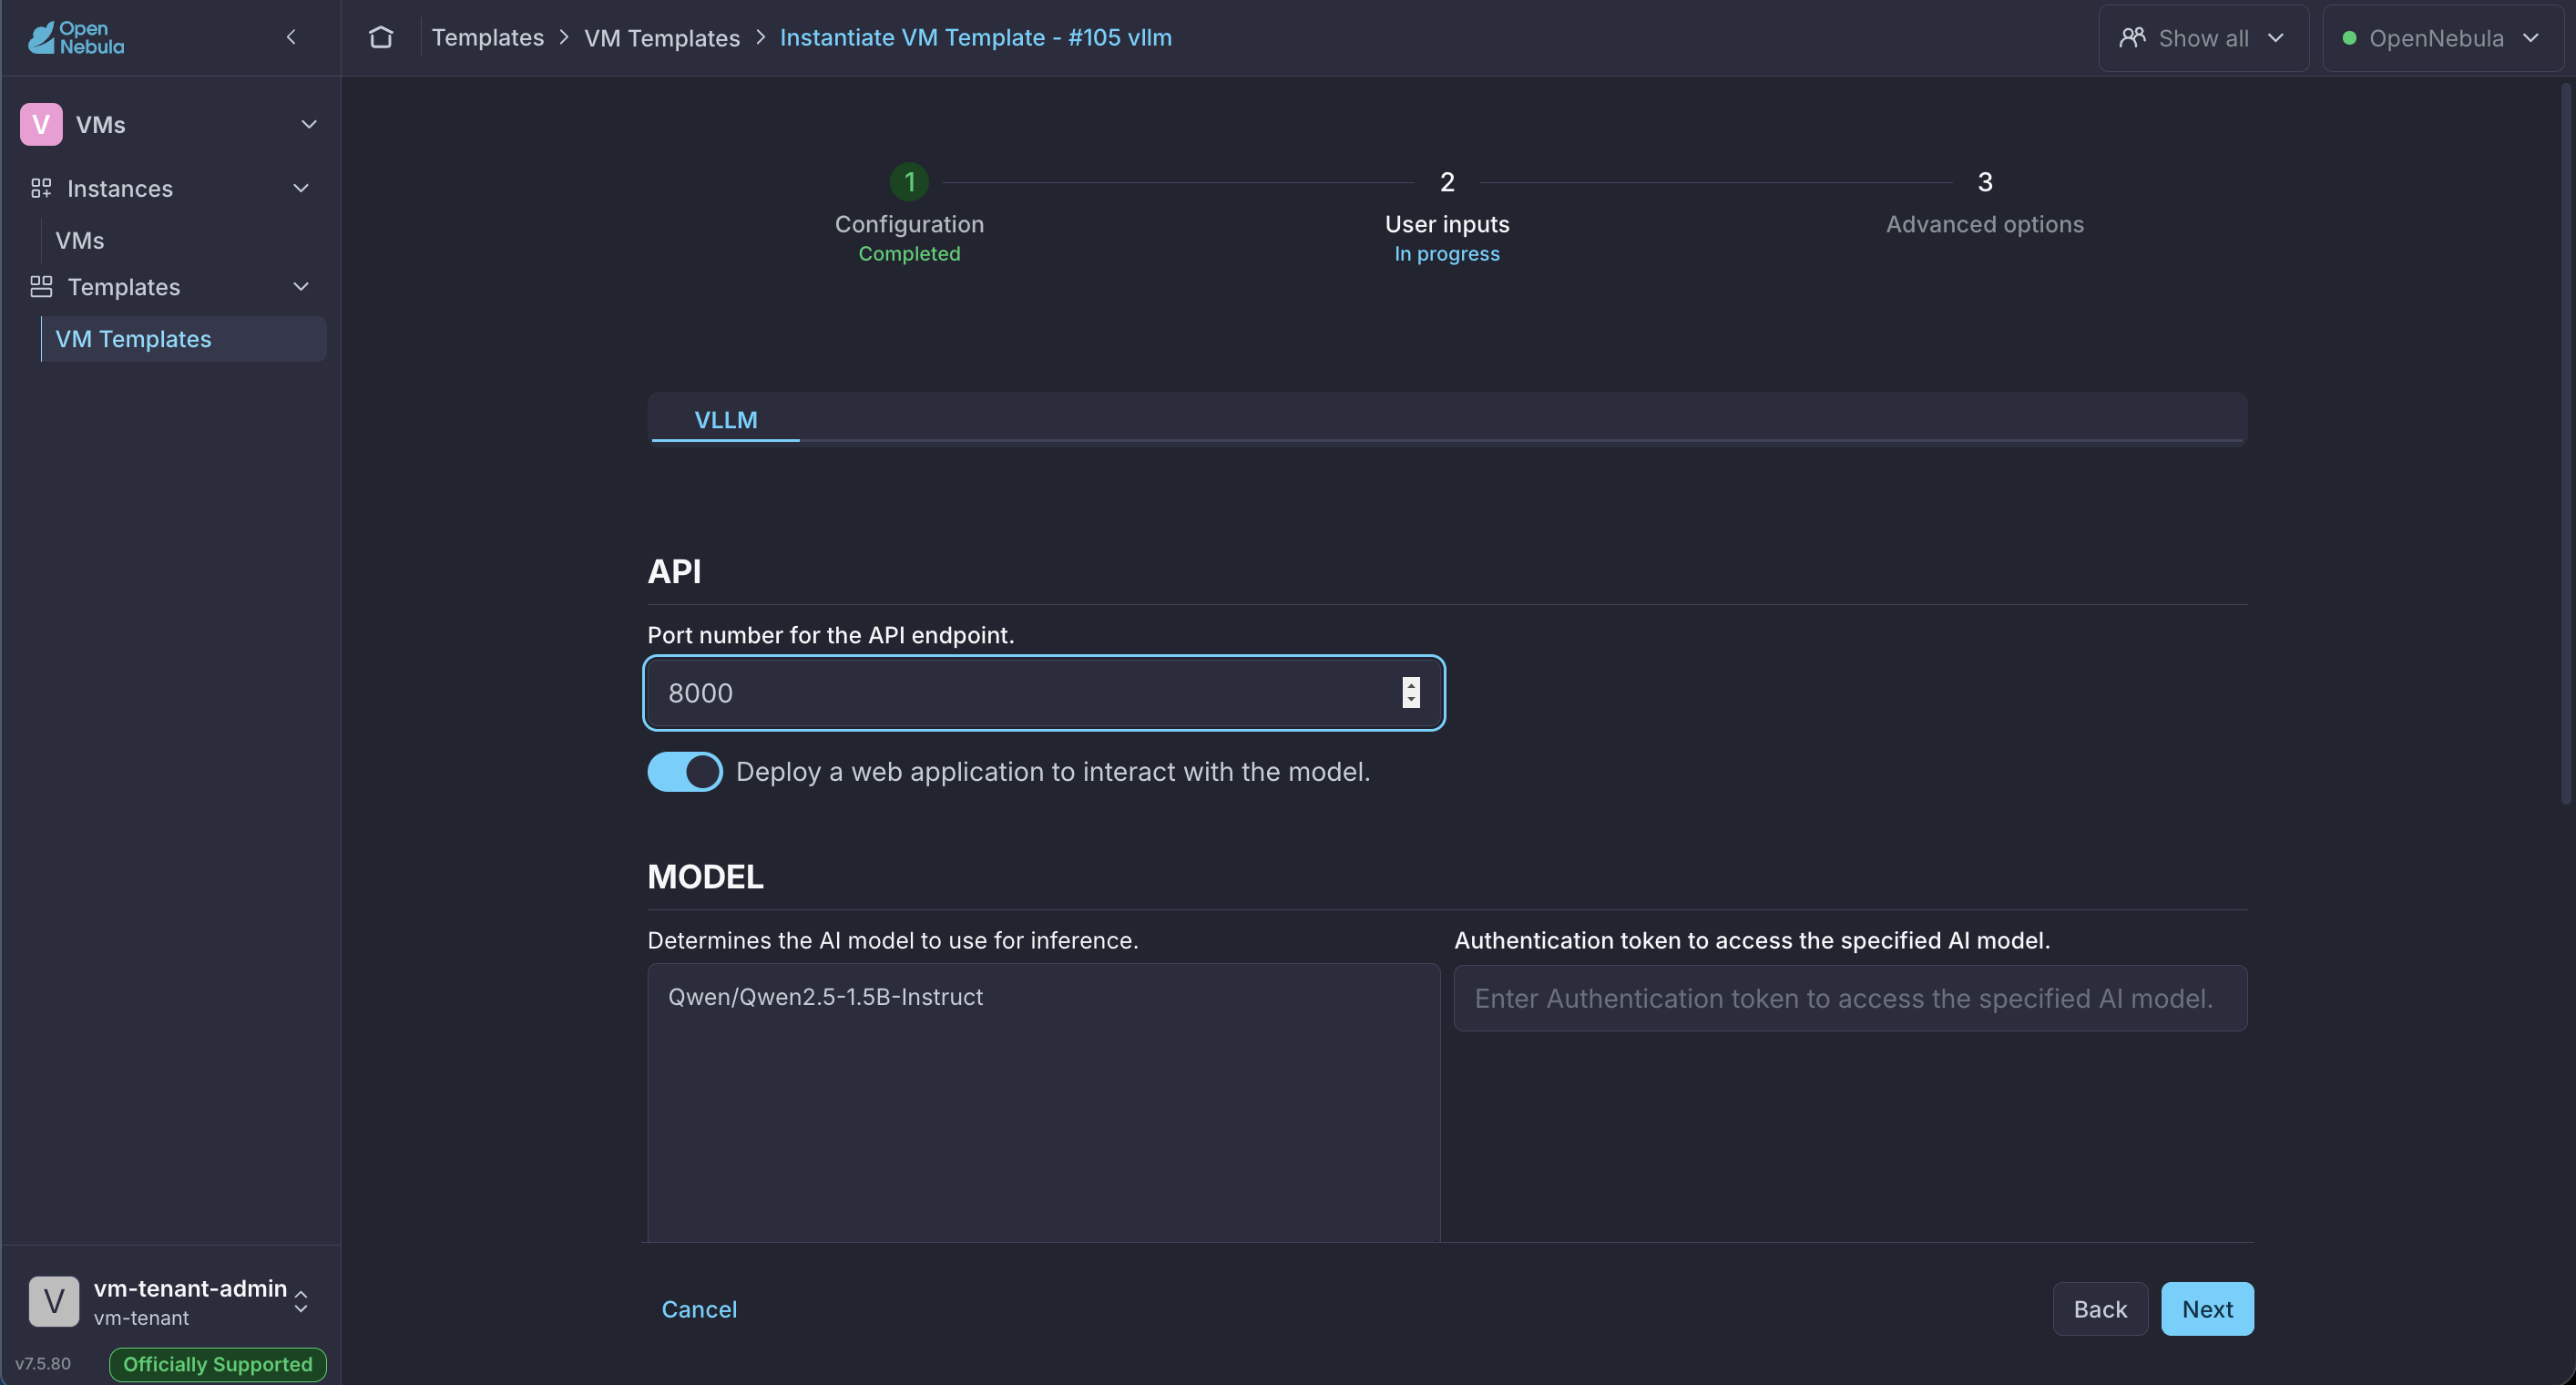 Open
Nebula
Templates
VM Templates
Instantiate VM Template - #105 vllm
Show all
OpenNebula
V
VMs
Instances
VMs
Templates
VM Templates
1
Configuration
Completed
2
User inputs
In progress
3
Advanced options
VLLM
API
Port number for the API endpoint.
8000
Deploy a web application to interact with the model.
MODEL
Determines the AI model to use for inference.
Qwen/Qwen2.5-1.5B-Instruct
Authentication token to access the specified AI model.
Enter Authentication token to access the specified AI model.
Cancel
Back
Next
V
vm-tenant-admin
vm-tenant
v7.5.80
Officially Supported